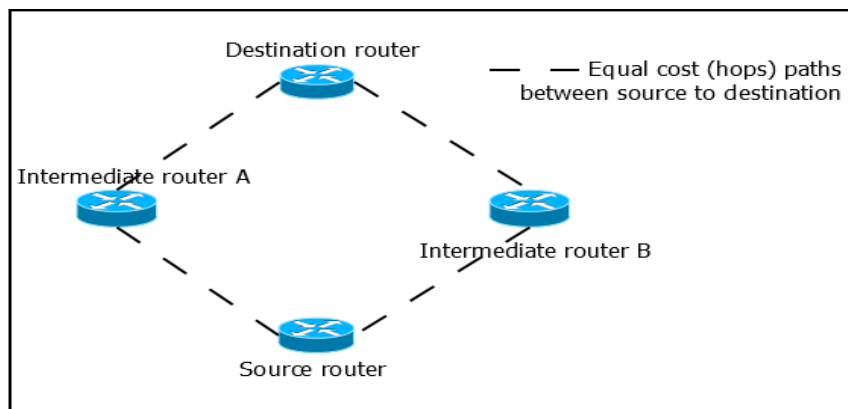 Destination router
— — Equal cost (hops) paths
between source to destination
Intermediate router A
Intermediate router B
Source router